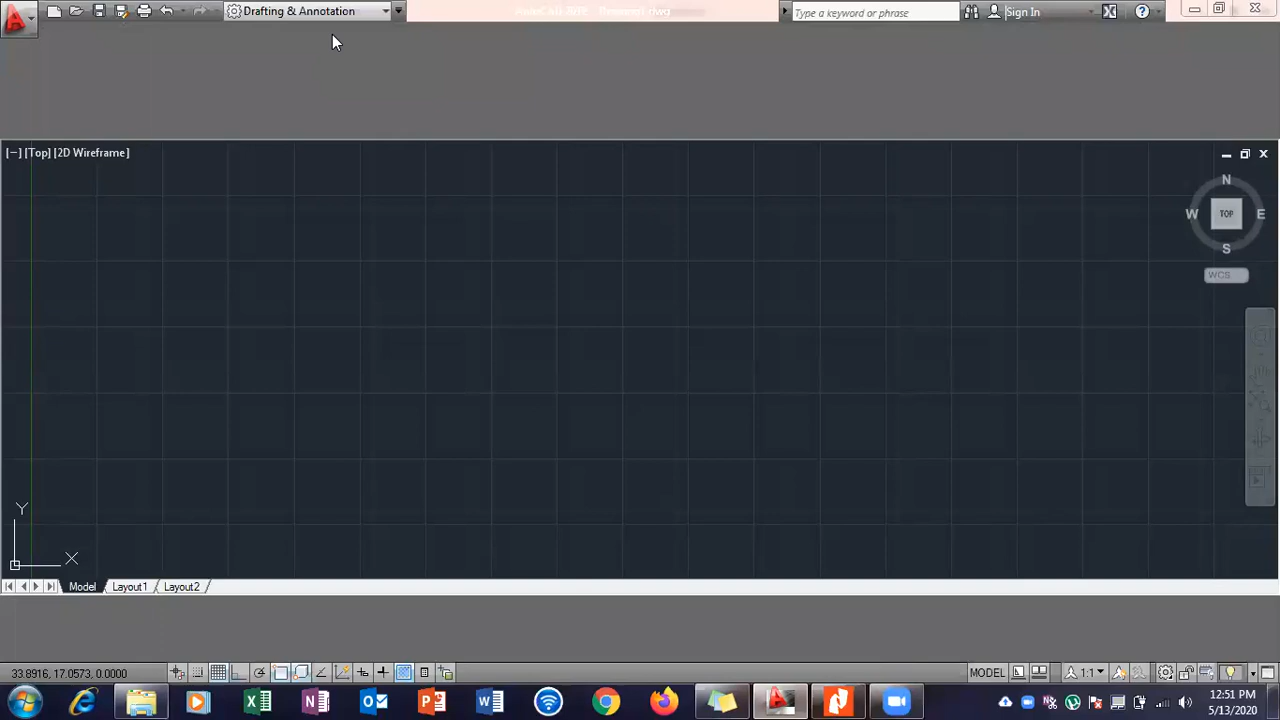 Drafting & Annotation
Type a keyword or phrase
Sign In
[−] [Top] [2D Wireframe]
N
W
TOP
E
S
WCS
Y
X
Model
Layout1
Layout2
33.8916, 17.0573, 0.0000
MODEL
1:1
12:51 PM
5/13/2020